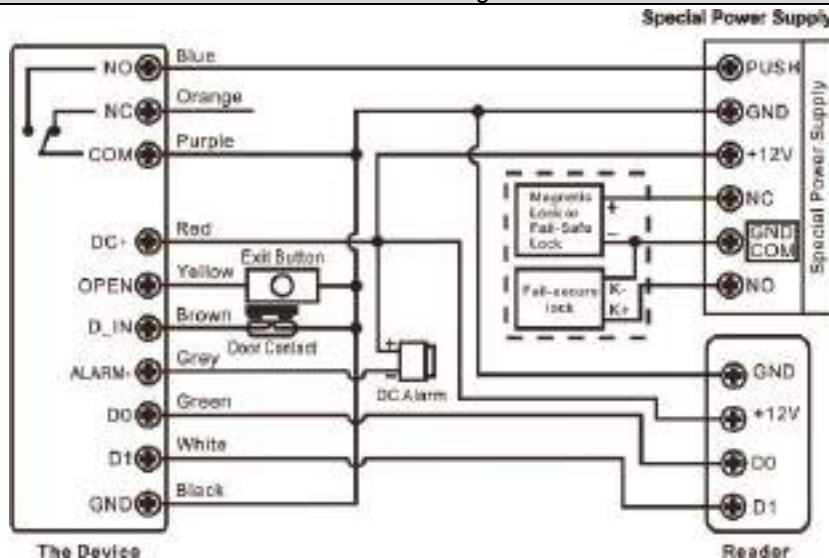 Special Power Supply
NO Blue PUSH
NC Orange GND
COM Purple +12V
Magnetic
Lock or
Fail-Safe
Lock
+
-
NC
GND
COM
DC+ Red
Exit Button
OPEN Yellow
Fail-secure
lock
K-
K+
NO
Special Power Supply
D_IN Brown
Door Contact
ALARM- Grey
+
-
DC Alarm
GND
D0 Green
+12V
D1 White
D0
GND Black
D1
The Device
Reader